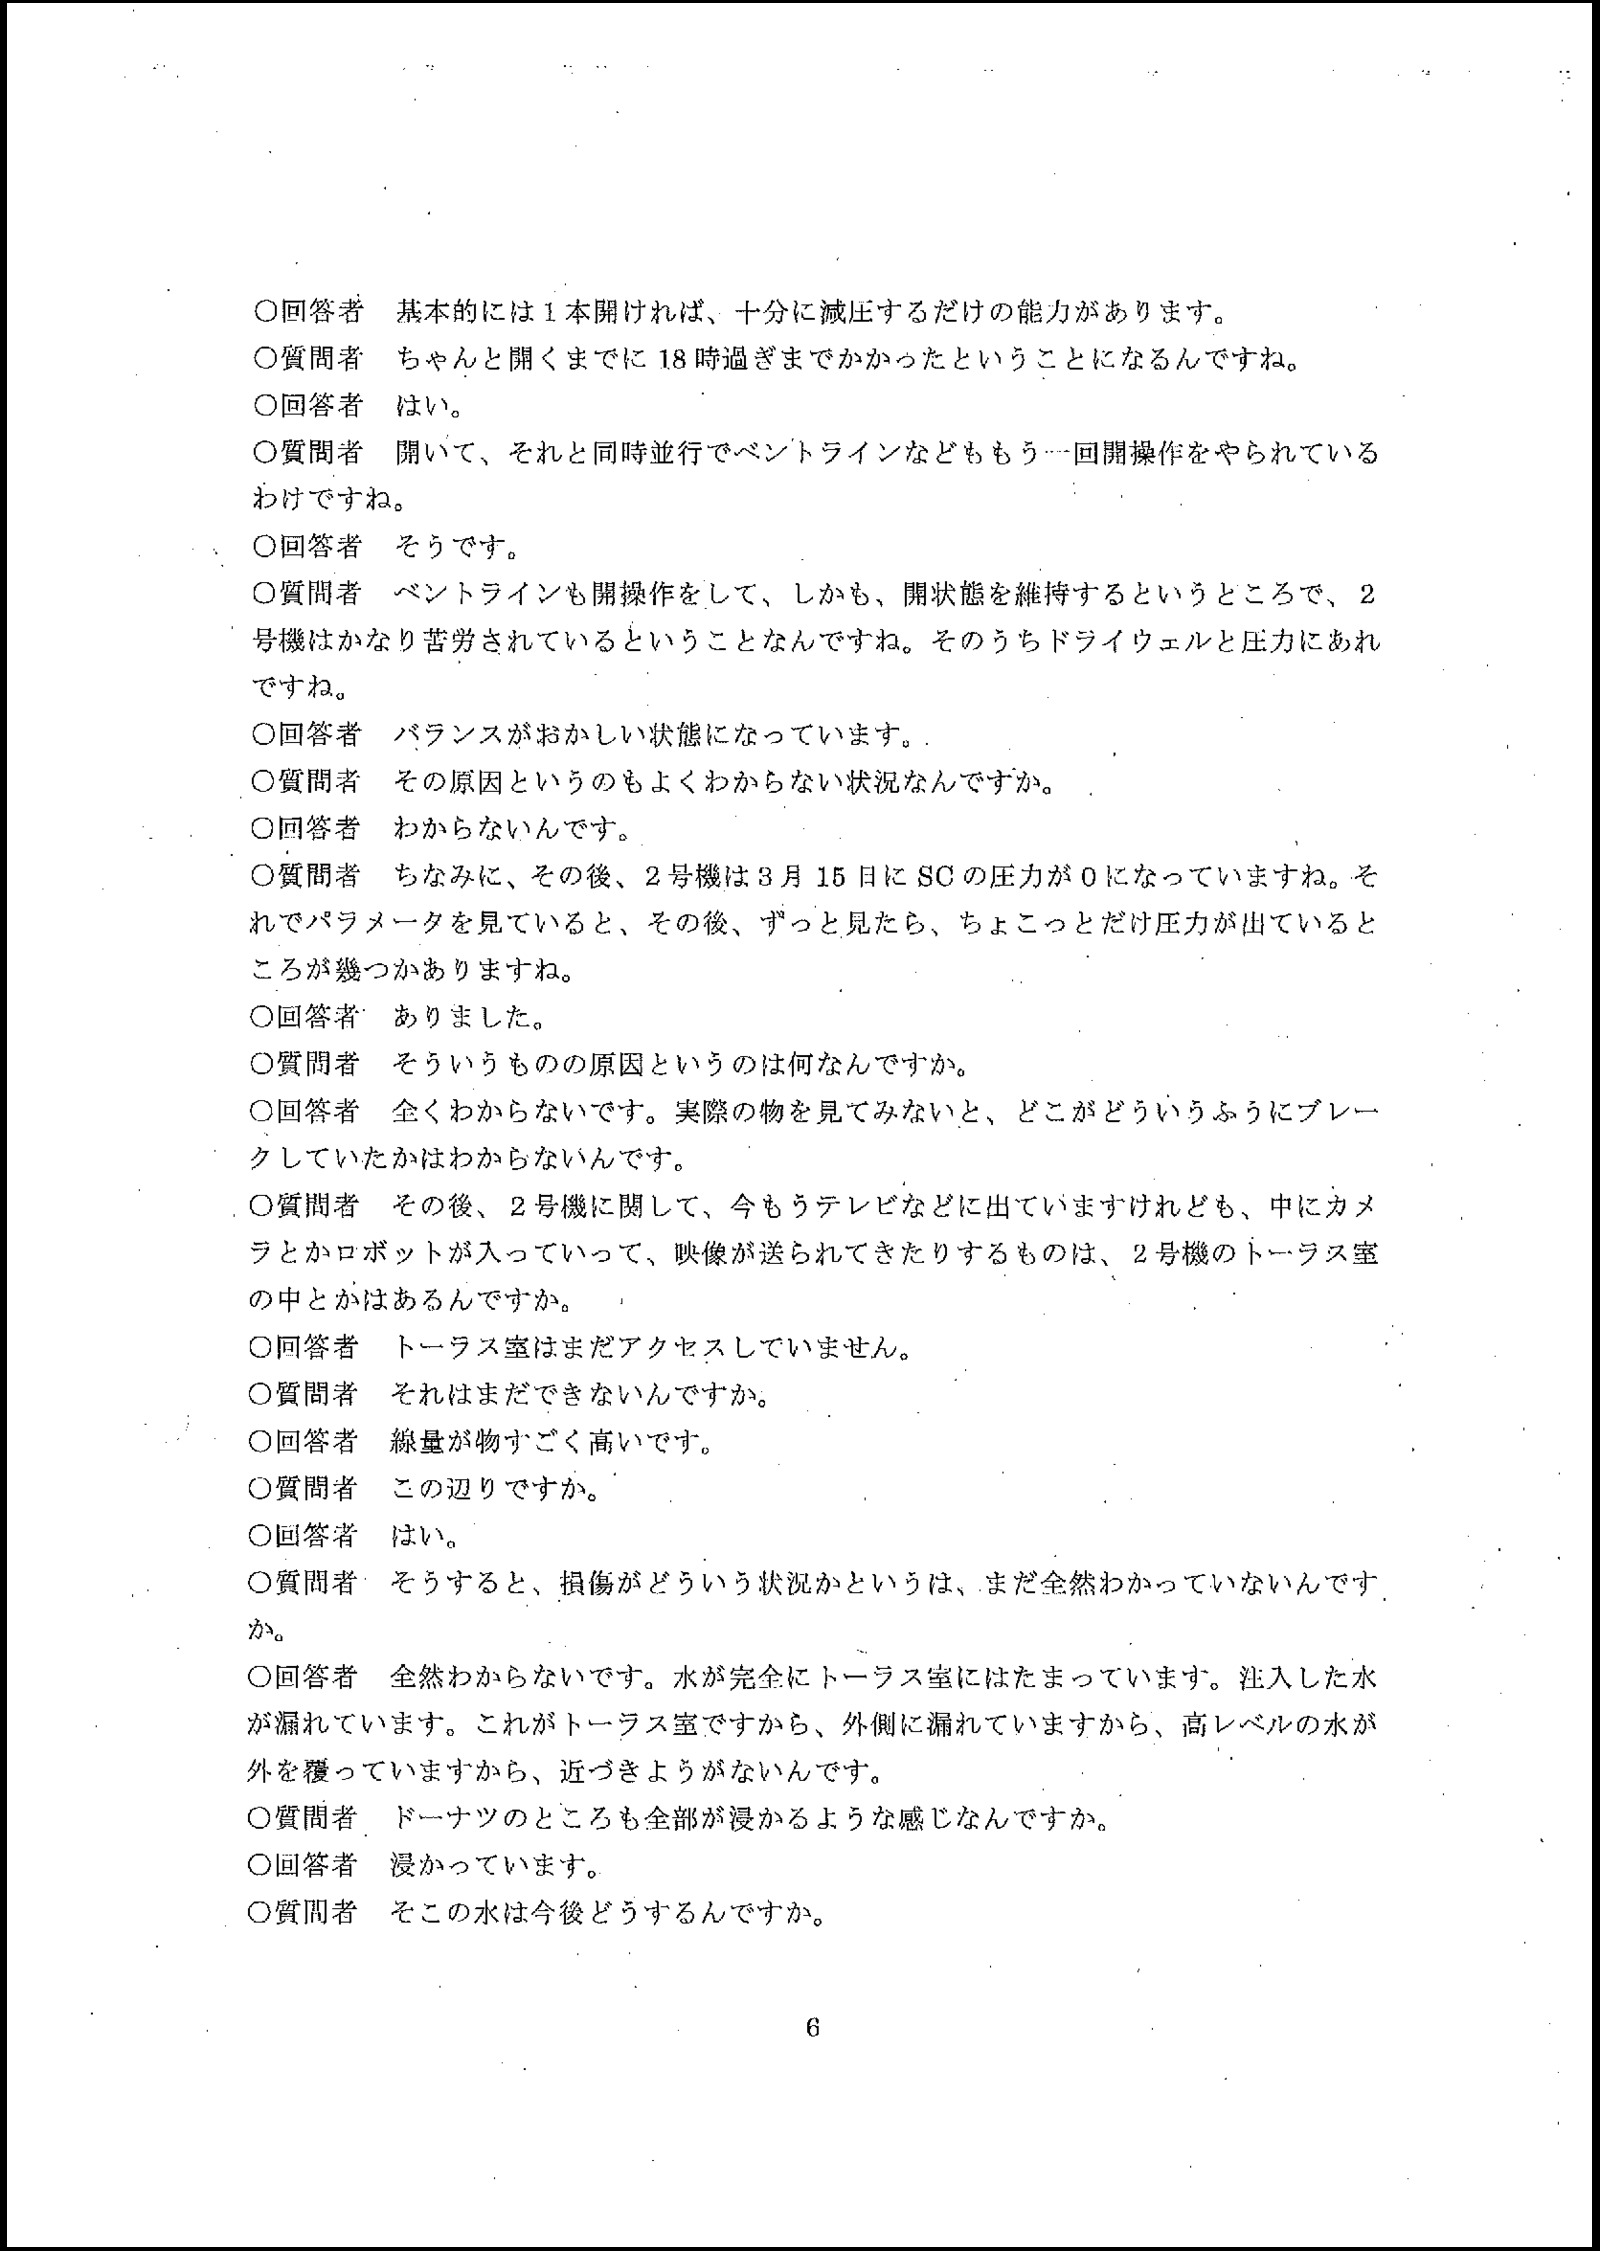 ○回答者　基本的には1本開ければ、十分に減圧するだけの能力があります。
○質問者　ちゃんと開くまでに 18 時過ぎまでかかったということになるんですね。
○回答者　はい。
○質問者　開いて、それと同時並行でベントラインなどももう一回開操作をやられている
わけですね。
○回答者　そうです。
○質問者　ベントラインも開操作をして、しかも、開状態を維持するというところで、2
号機はかなり苦労されているということなんですね。そのうちドライウェルと圧力にあれ
ですね。
○回答者　バランスがおかしい状態になっています。
○質問者　その原因というのもよくわからない状況なんですか。
○回答者　わからないんです。
○質問者　ちなみに、その後、2号機は3月 15 日に SC の圧力が0になっていますね。そ
れでパラメータを見ていると、その後、ずっと見たら、ちょこっとだけ圧力が出ていると
ころが幾つかありますね。
○回答者　ありました。
○質問者　そういうものの原因というのは何なんですか。
○回答者　全くわからないです。実際の物を見てみないと、どこがどういうふうにブレー
クしていたかはわからないんです。
○質問者　その後、2号機に関して、今もうテレビなどに出ていますけれども、中にカメ
ラとかロボットが入っていって、映像が送られてきたりするものは、2号機のトーラス室
の中とかはあるんですか。
○回答者　トーラス室はまだアクセスしていません。
○質問者　それはまだできないんですか。
○回答者　線量が物すごく高いです。
○質問者　この辺りですか。
○回答者　はい。
○質問者　そうすると、損傷がどういう状況かというは、まだ全然わかっていないんです
か。
○回答者　全然わからないです。水が完全にトーラス室にはたまっています。注入した水
が漏れています。これがトーラス室ですから、外側に漏れていますから、高レベルの水が
外を覆っていますから、近づきようがないんです。
○質問者　ドーナツのところも全部が浸かるような感じなんですか。
○回答者　浸かっています。
○質問者　そこの水は今後どうするんですか。
6